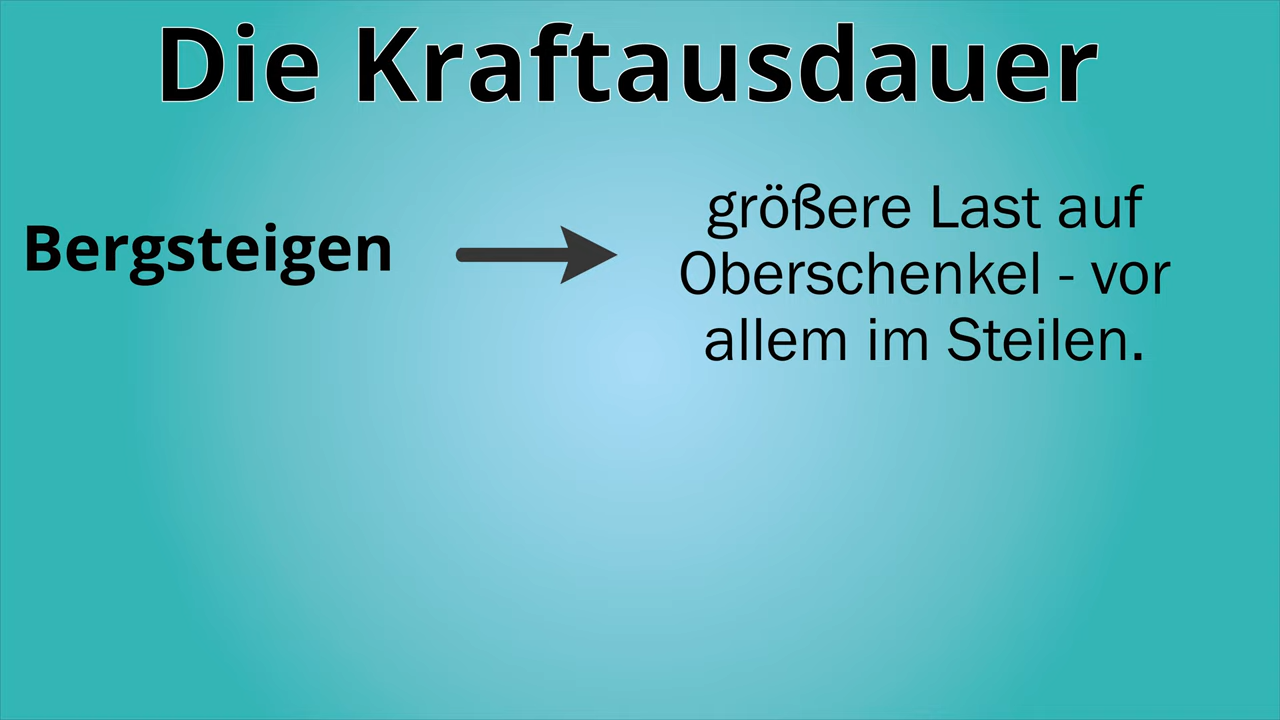 Die Kraftausdauer
Bergsteigen
größere Last auf
Oberschenkel - vor
allem im Steilen.